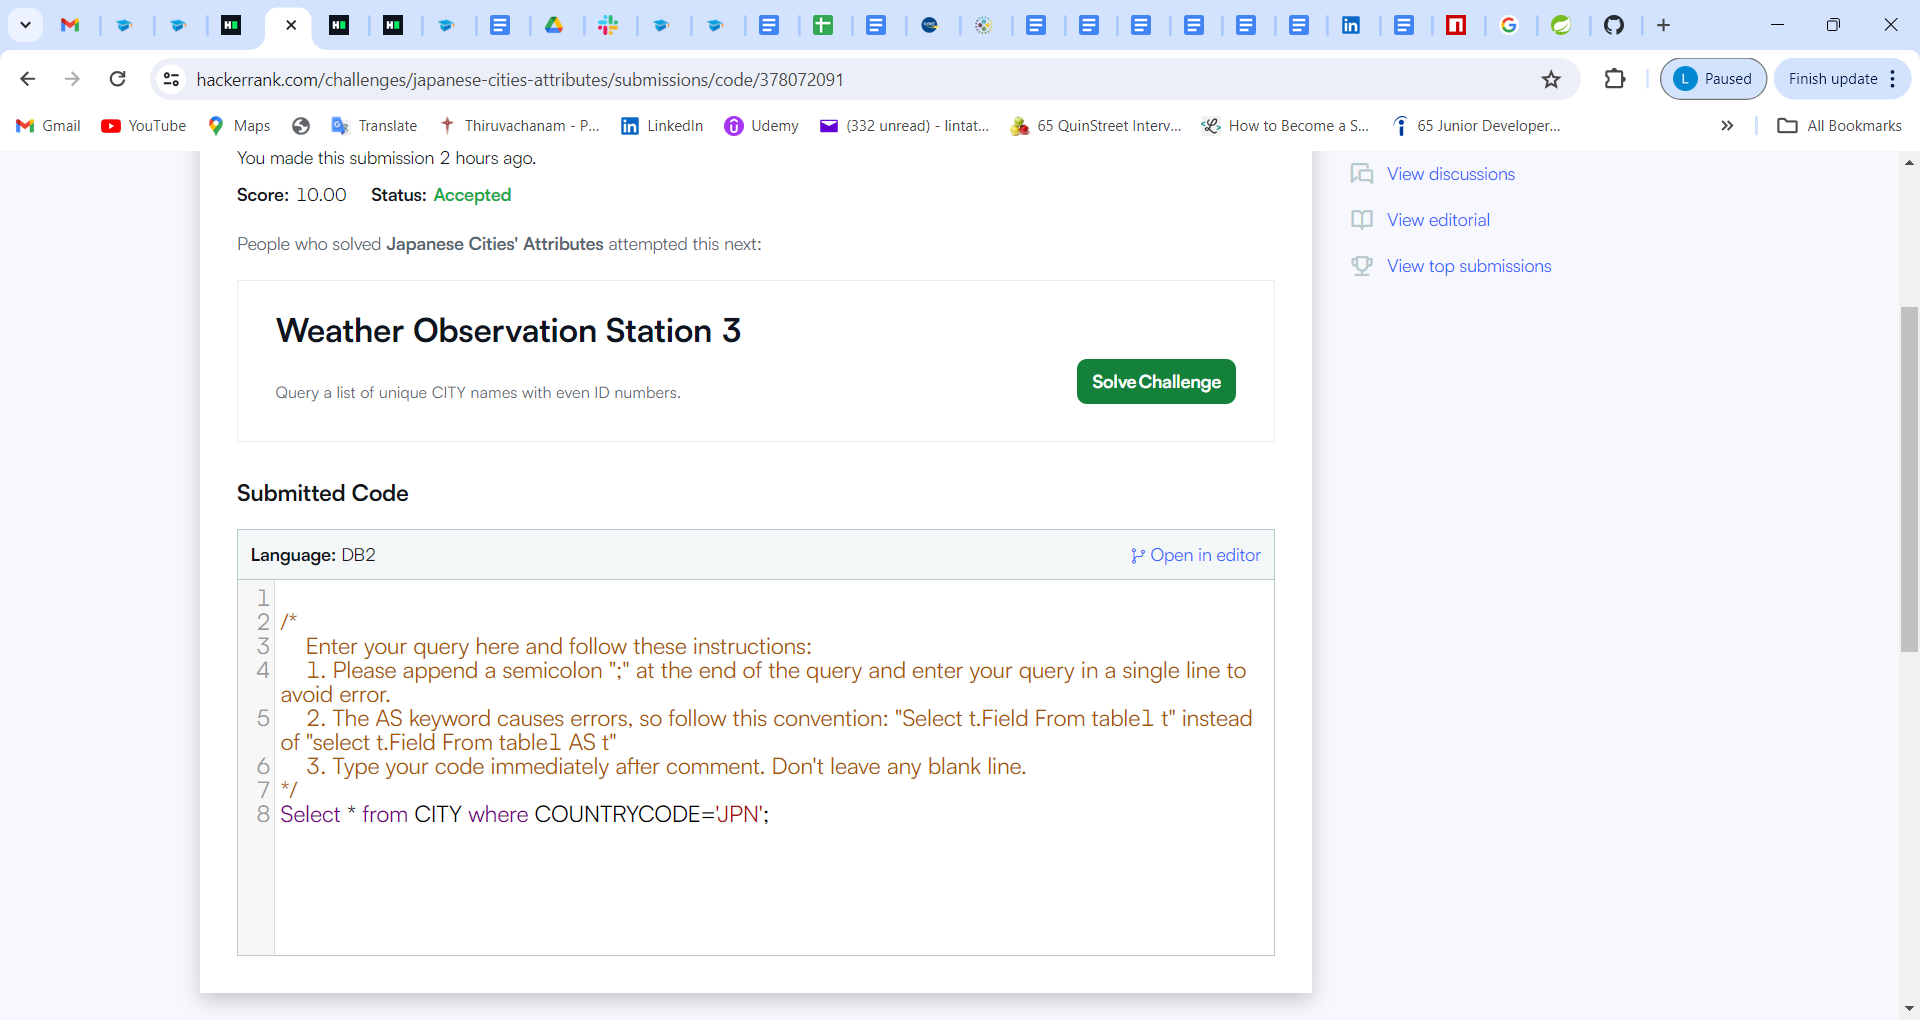 hackerrank.com/challenges/japanese-cities-attributes/submissions/code/378072091
L Paused
Finish update
Gmail
YouTube
Maps
Translate
Thiruvachanam - P...
LinkedIn
Udemy
(332 unread) - lintat...
65 QuinStreet Interv...
How to Become a S...
65 Junior Developer...
All Bookmarks
You made this submission 2 hours ago.
Score: 10.00 Status: Accepted
People who solved Japanese Cities' Attributes attempted this next:
Weather Observation Station 3
Query a list of unique CITY names with even ID numbers.
Solve Challenge
View discussions
View editorial
View top submissions
Submitted Code
Language: DB2
Open in editor
1
2 /*
3 Enter your query here and follow these instructions:
4 1. Please append a semicolon ";" at the end of the query and enter your query in a single line to
avoid error.
5 2. The AS keyword causes errors, so follow this convention: "Select t.Field From table1 t" instead
of "select t.Field From table1 AS t"
6 3. Type your code immediately after comment. Don't leave any blank line.
7 */
8 Select * from CITY where COUNTRYCODE='JPN';